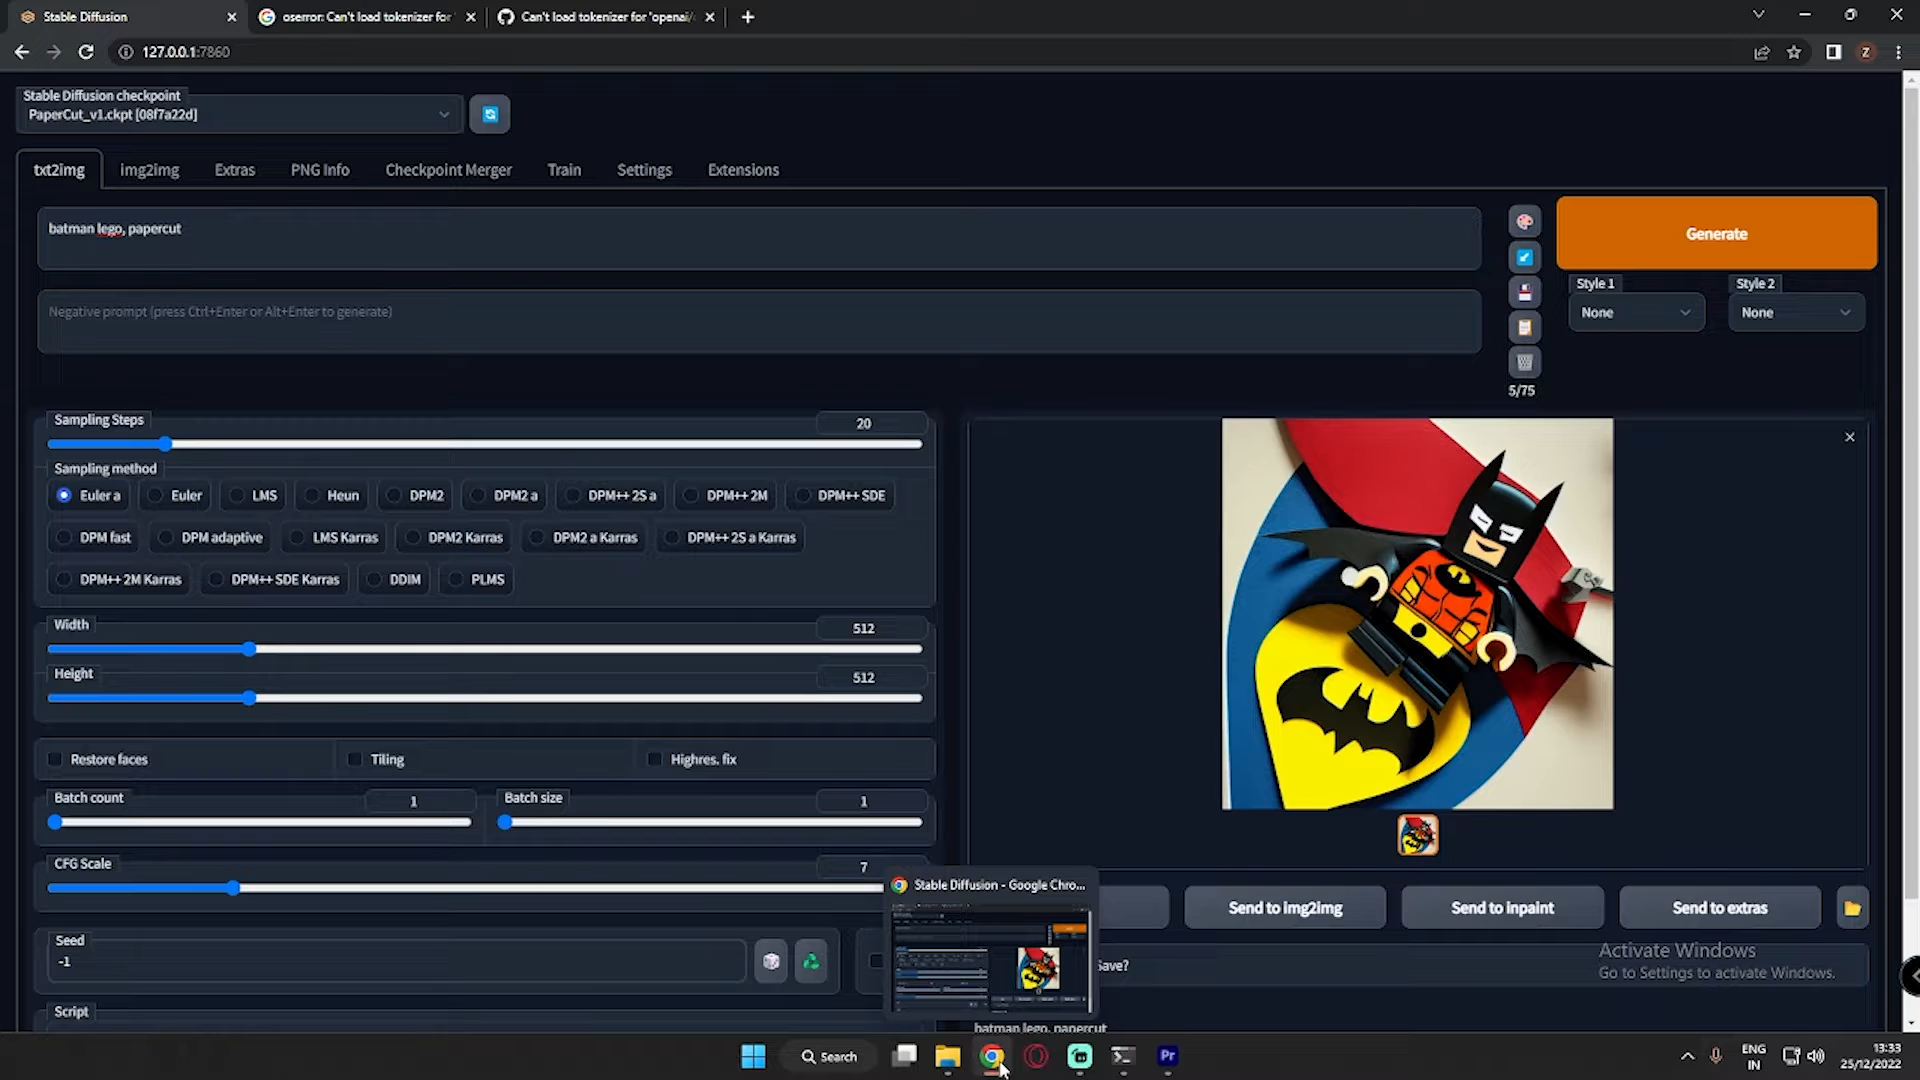 Stable Diffusion
oserror: Can't load tokenizer for
Can't load tokenizer for 'openai/
127.0.0.1:7860
Z
Stable Diffusion checkpoint
PaperCut_v1.ckpt [08f7a22d]
txt2img
img2img
Extras
PNG Info
Checkpoint Merger
Train
Settings
Extensions
batman lego, papercut
Generate
Style 1
Style 2
None
None
Negative prompt (press Ctrl+Enter or Alt+Enter to generate)
5/75
Sampling Steps
20
Sampling method
Euler a
Euler
LMS
Heun
DPM2
DPM2 a
DPM++ 2S a
DPM++ 2M
DPM++ SDE
DPM fast
DPM adaptive
LMS Karras
DPM2 Karras
DPM2 a Karras
DPM++ 2S a Karras
DPM++ 2M Karras
DPM++ SDE Karras
DDIM
PLMS
Width
512
Height
512
Restore faces
Tiling
Highres. fix
Batch count
1
Batch size
1
CFG Scale
7
Stable Diffusion - Google Chro...
Send to img2img
Send to inpaint
Send to extras
Seed
-1
Save?
Activate Windows
Go to Settings to activate Windows.
Script
batman lego, papercut
Search
Pr
ENG
IN
13:33
25/12/2022